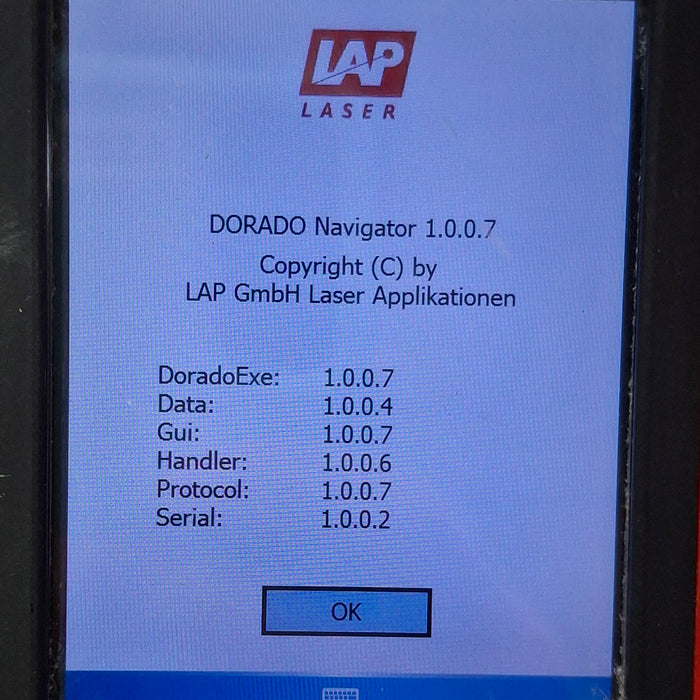 LAP
LASER
DORADO Navigator 1.0.0.7
Copyright (C) by
LAP GmbH Laser Applikationen
DoradoExe: 1.0.0.7
Data: 1.0.0.4
Gui: 1.0.0.7
Handler: 1.0.0.6
Protocol: 1.0.0.7
Serial: 1.0.0.2
OK